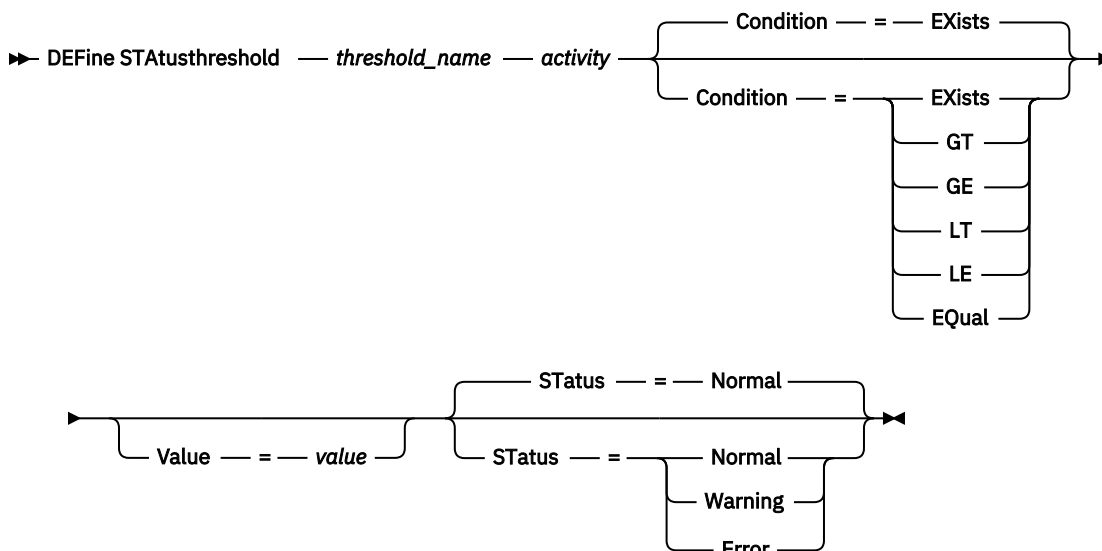 Condition = EXists
DEFine STAtusthreshold threshold_name activity
Condition = EXists
GT
GE
LT
LE
EQual
STatus = Normal
Value = value
STatus = Normal
Warning
Error